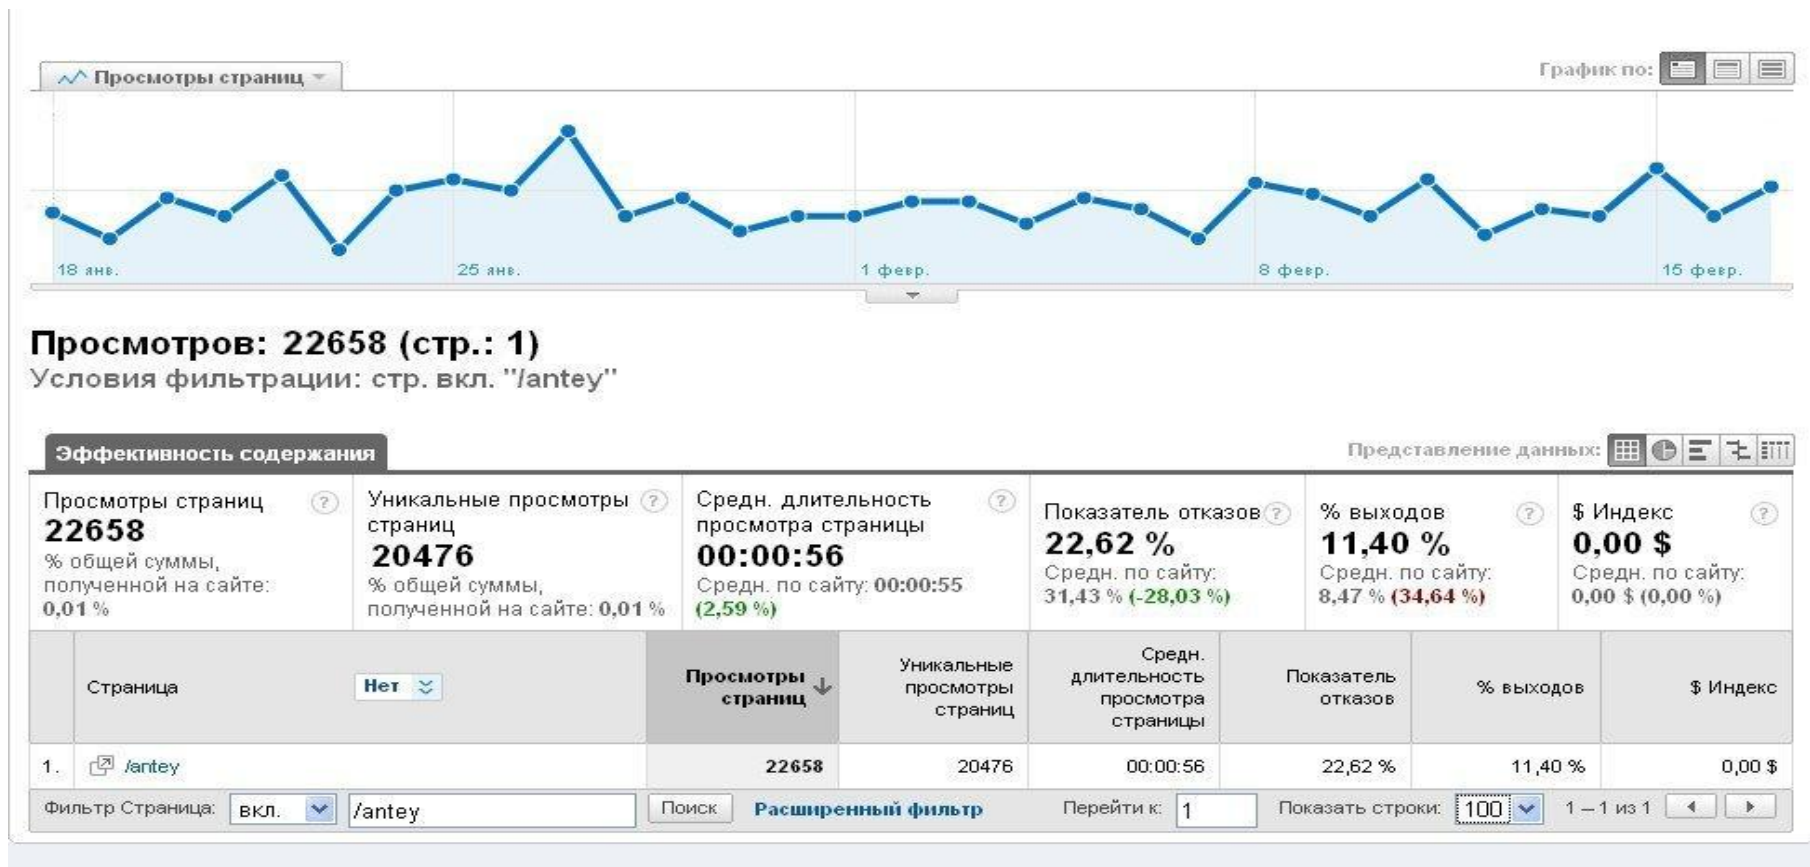 Просмотры страниц
График по:
18 янв. 25 янв. 1 февр. 8 февр. 15 февр.
Просмотров: 22658 (стр.: 1)
Условия фильтрации: стр. вкл. "/antey"
Эффективность содержания
Представление данных:
Просмотры страниц ?
22658
% общей суммы,
полученной на сайте:
0,01 %
Уникальные просмотры ?
страниц
20476
% общей суммы,
полученной на сайте: 0,01 %
Средн. длительность ?
просмотра страницы
00:00:56
Средн. по сайту: 00:00:55
(2,59 %)
Показатель отказов ?
22,62 %
Средн. по сайту:
31,43 % (-28,03 %)
% выходов ?
11,40 %
Средн. по сайту:
8,47 % (34,64 %)
$ Индекс ?
0,00 $
Средн. по сайту:
0,00 $ (0,00 %)
Страница
Нет
Просмотры
страниц
Уникальные
просмотры
страниц
Средн.
длительность
просмотра
страницы
Показатель
отказов
% выходов
$ Индекс
1. /antey 22658 20476 00:00:56 22,62 % 11,40 % 0,00 $
Фильтр Страница: вкл. /antey Поиск Расширенный фильтр Перейти к: 1 Показать строки: 100 1 – 1 из 1